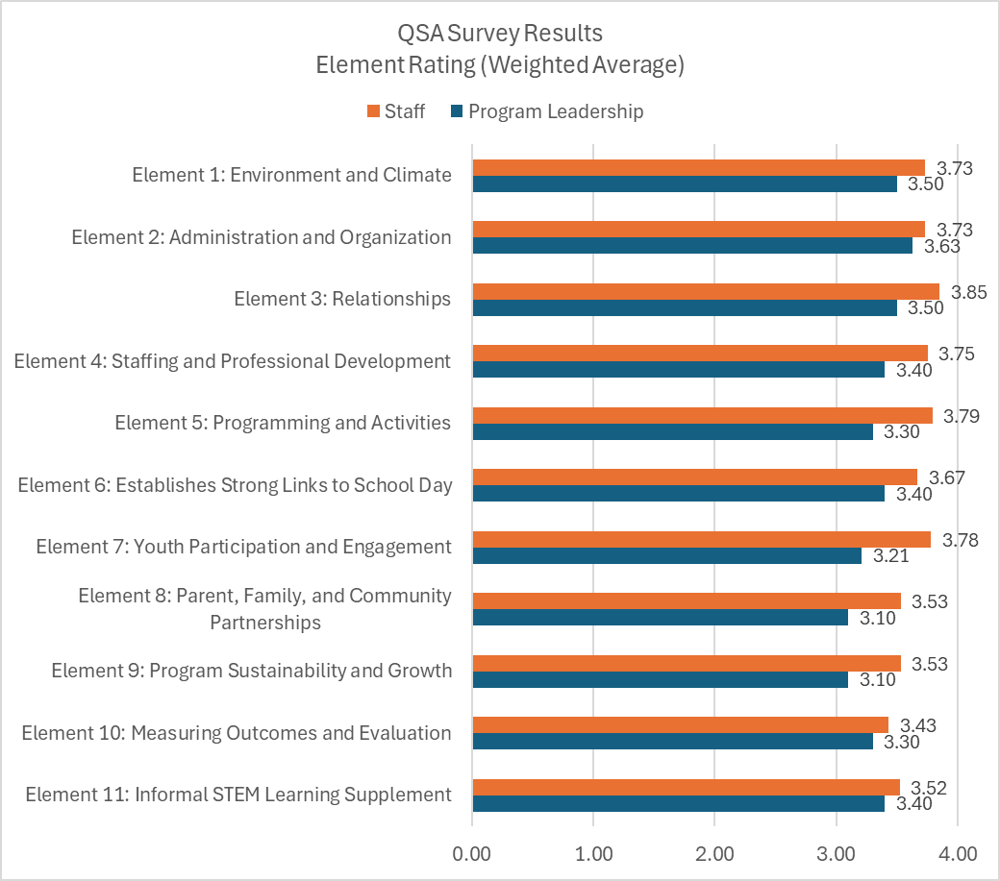 QSA Survey Results
Element Rating (Weighted Average)
Staff Program Leadership
Element 1: Environment and Climate
3.73
3.50
Element 2: Administration and Organization
3.73
3.63
Element 3: Relationships
3.85
3.50
Element 4: Staffing and Professional Development
3.75
3.40
Element 5: Programming and Activities
3.79
3.30
Element 6: Establishes Strong Links to School Day
3.67
3.40
Element 7: Youth Participation and Engagement
3.78
3.21
Element 8: Parent, Family, and Community
Partnerships
3.53
3.10
Element 9: Program Sustainability and Growth
3.53
3.10
Element 10: Measuring Outcomes and Evaluation
3.43
3.30
Element 11: Informal STEM Learning Supplement
3.52
3.40
0.00 1.00 2.00 3.00 4.00